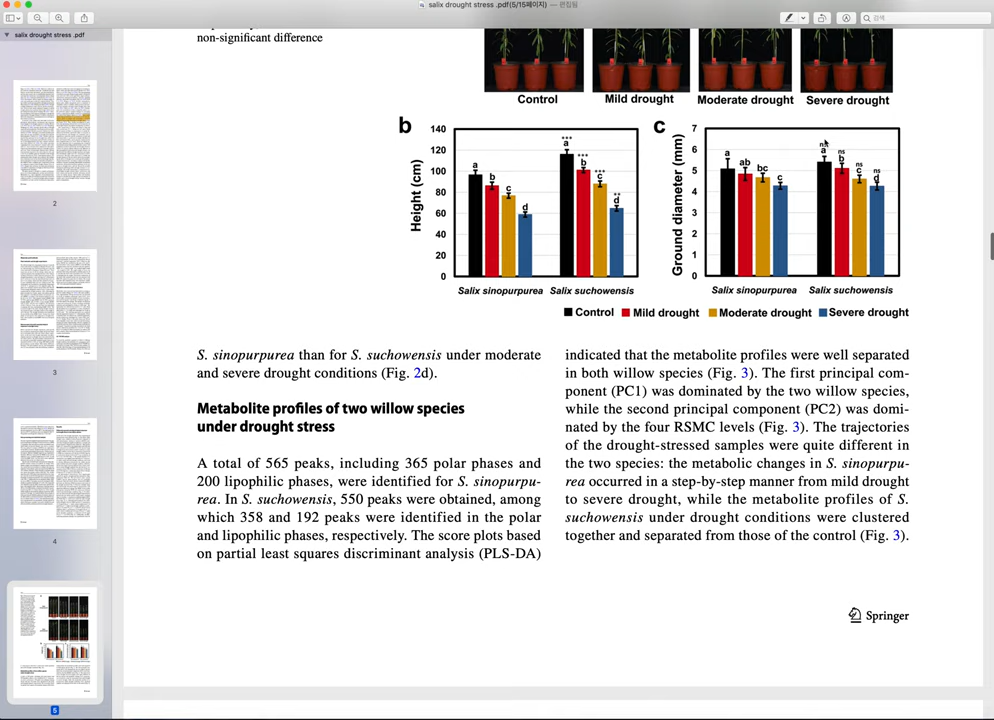 salix drought stress .pdf(5/15페이지) — 편집됨
검색
salix drought stress .pdf
2
3
4
5
non-significant difference
Control Mild drought Moderate drought Severe drought
b
140
120
100
80
60
40
20
0
Height (cm)
a
b
c
d
***
a
***
b
***
c
**
d
Salix sinopurpurea Salix suchowensis
c
7
6
5
4
3
2
1
0
Ground diameter (mm)
a
ab
bc
c
ns
a
ns
b
ns
c
ns
d
Salix sinopurpurea Salix suchowensis
Control Mild drought Moderate drought Severe drought
S. sinopurpurea than for S. suchowensis under moderate
and severe drought conditions (Fig. 2d).
Metabolite profiles of two willow species
under drought stress
A total of 565 peaks, including 365 polar phases and
200 lipophilic phases, were identified for S. sinopurpu-
rea. In S. suchowensis, 550 peaks were obtained, among
which 358 and 192 peaks were identified in the polar
and lipophilic phases, respectively. The score plots based
on partial least squares discriminant analysis (PLS-DA)
indicated that the metabolite profiles were well separated
in both willow species (Fig. 3). The first principal com-
ponent (PC1) was dominated by the two willow species,
while the second principal component (PC2) was domi-
nated by the four RSMC levels (Fig. 3). The trajectories
of the drought-stressed samples were quite different in
the two species: the metabolic changes in S. sinopurpu-
rea occurred in a step-by-step manner from mild drought
to severe drought, while the metabolite profiles of S.
suchowensis under drought conditions were clustered
together and separated from those of the control (Fig. 3).
Springer